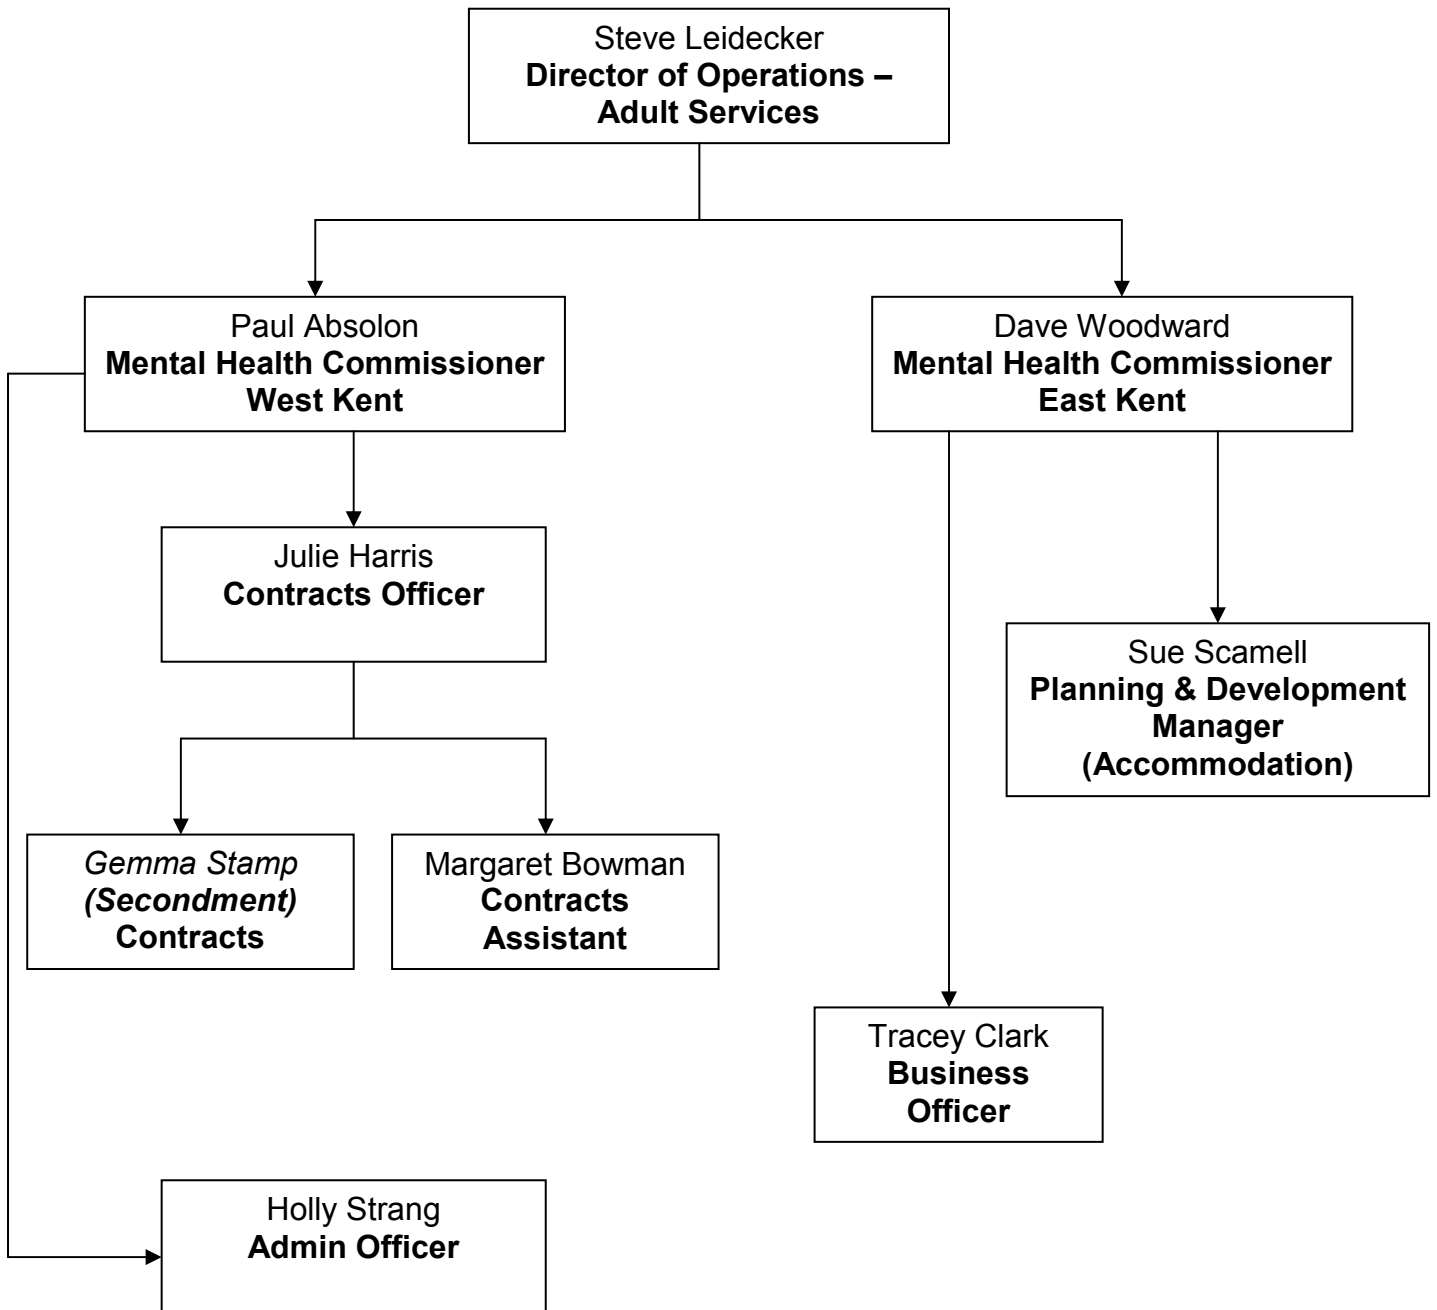 Steve Leidecker
Director of Operations –
Adult Services
Paul Absolon
Mental Health Commissioner
West Kent
Dave Woodward
Mental Health Commissioner
East Kent
Julie Harris
Contracts Officer
Sue Scamell
Planning & Development
Manager
(Accommodation)
Gemma Stamp
(Secondment)
Contracts
Margaret Bowman
Contracts
Assistant
Tracey Clark
Business
Officer
Holly Strang
Admin Officer